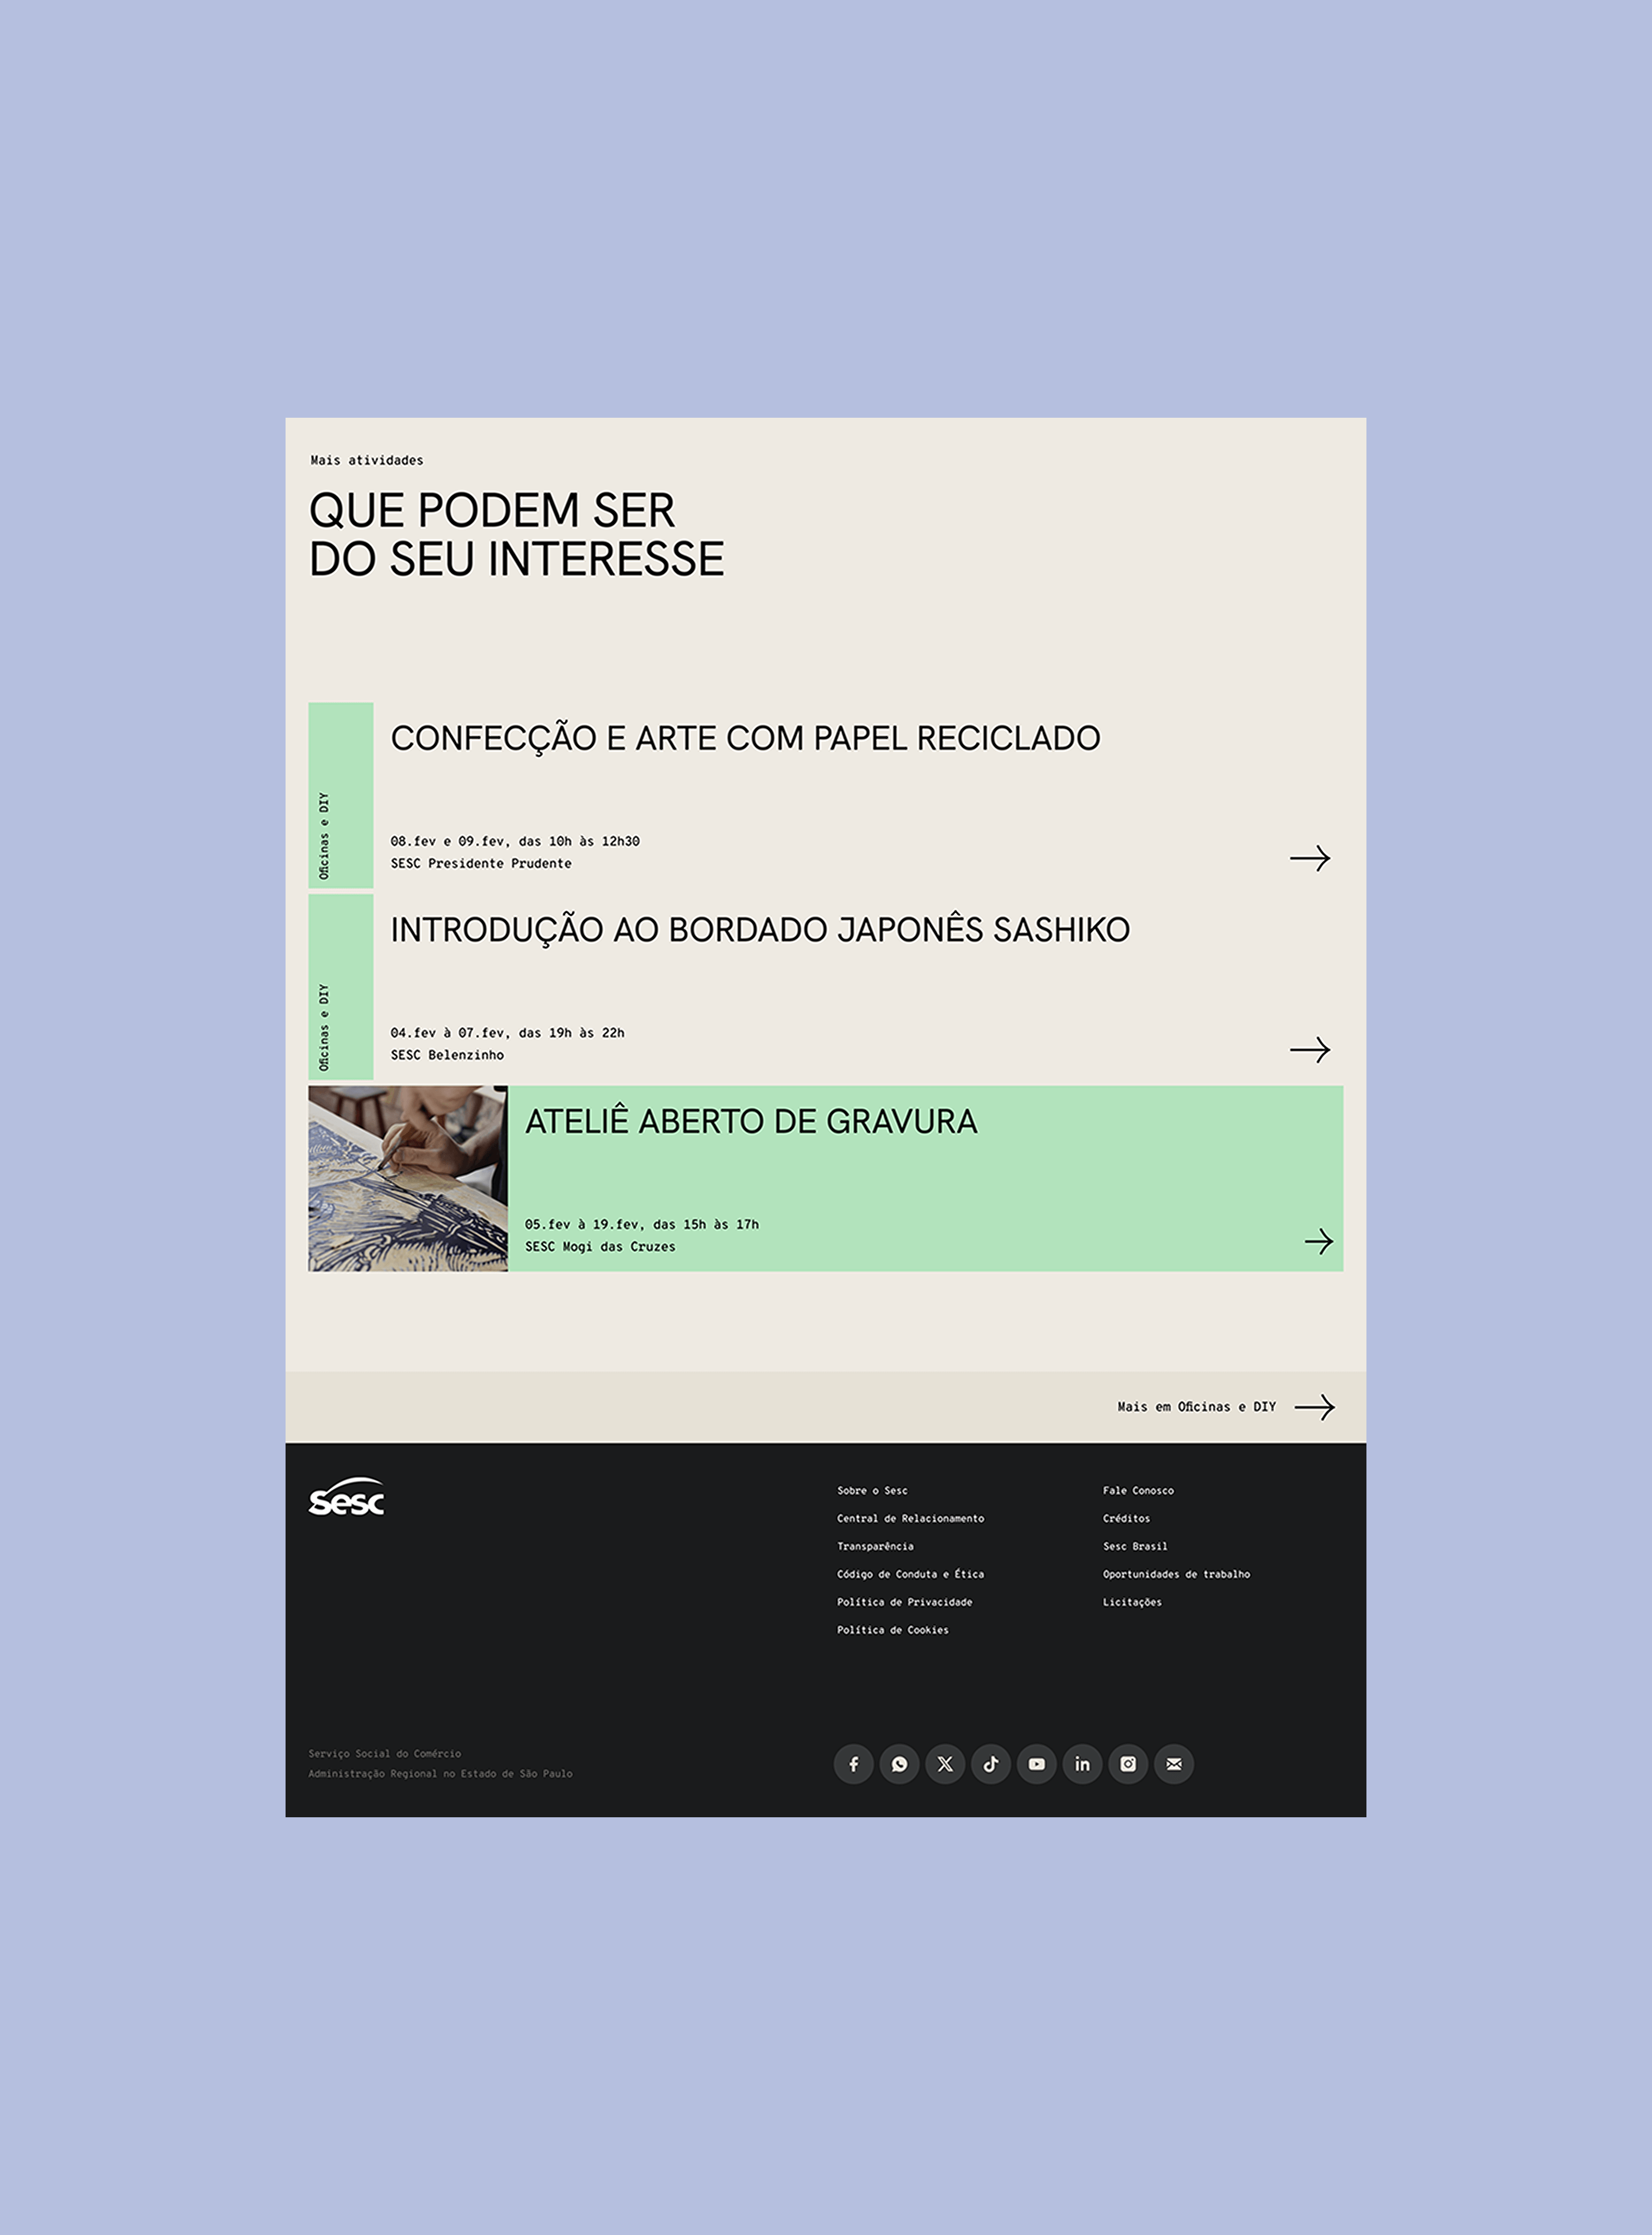 Mais atividades
QUE PODEM SER
DO SEU INTERESSE
Oficinas e DIY
CONFECÇÃO E ARTE COM PAPEL RECICLADO
08.fev e 09.fev, das 10h às 12h30
SESC Presidente Prudente
Oficinas e DIY
INTRODUÇÃO AO BORDADO JAPONÊS SASHIKO
04.fev à 07.fev, das 19h às 22h
SESC Belenzinho
ATELIÊ ABERTO DE GRAVURA
05.fev à 19.fev, das 15h às 17h
SESC Mogi das Cruzes
Mais em Oficinas e DIY
Sesc
Sobre o Sesc
Central de Relacionamento
Transparência
Código de Conduta e Ética
Política de Privacidade
Política de Cookies
Fale Conosco
Créditos
Sesc Brasil
Oportunidades de trabalho
Licitações
Serviço Social do Comércio
Administração Regional no Estado de São Paulo